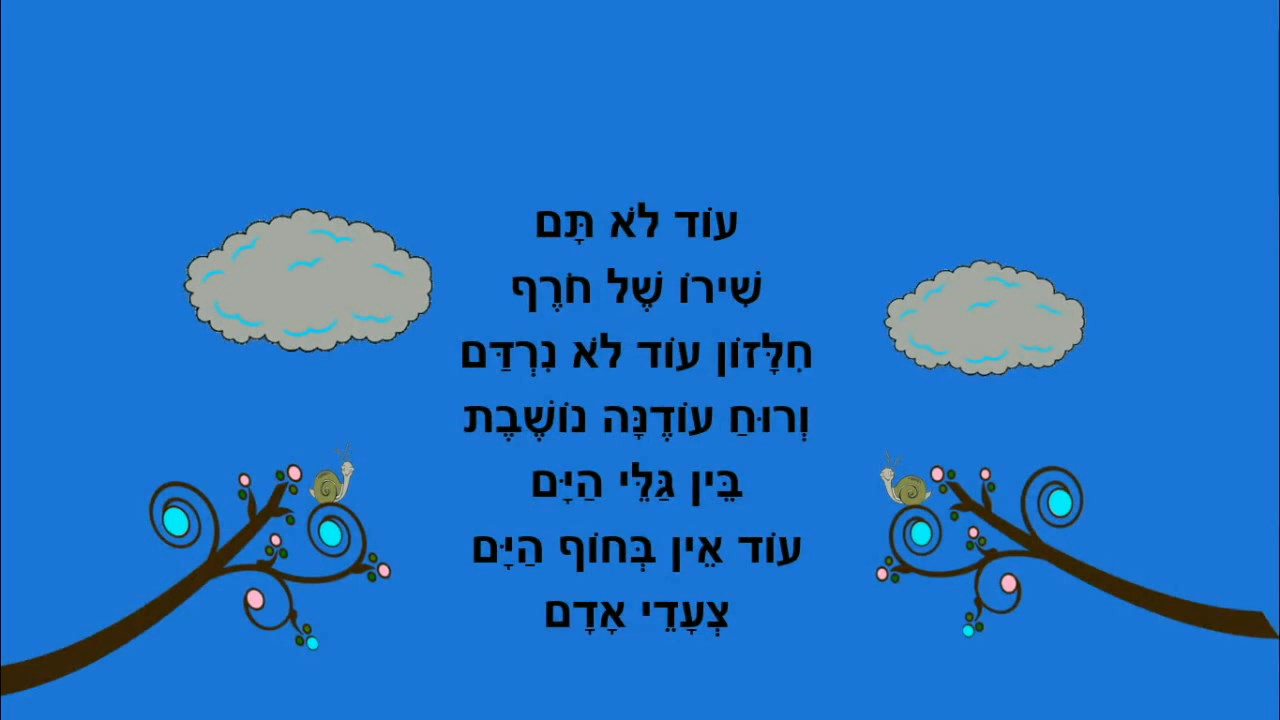 עוֹד לֹא תָּם
שִׁירוֹ שֶׁל חֹרֶף
חִלָּזוֹן עוֹד לֹא נִרְדַּם
וְרוּחַ עוֹדֶנָּה נוֹשֶׁבֶת
בֵּין גַּלֵּי הַיָּם
עוֹד אֵין בְּחוֹף הַיָּם
צְעָדֵי אָדָם